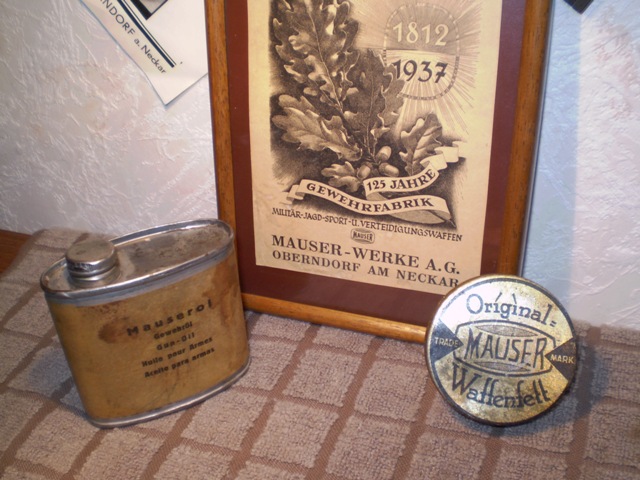 NDORF a. Neckar
1812
1937
125 JAHRE
GEWEHRFABRIK
MILITÄR-JAGD-SPORT-U.VERTEIDIGUNGSWAFFEN
MAUSER
MAUSER-WERKE A.G.
OBERNDORF AM NECKAR
Mauserol
Gewehröl
Gun-Oil
Huile pour Armes
Aceite para armas
Original-
TRADE MAUSER MARK
Waffenfett